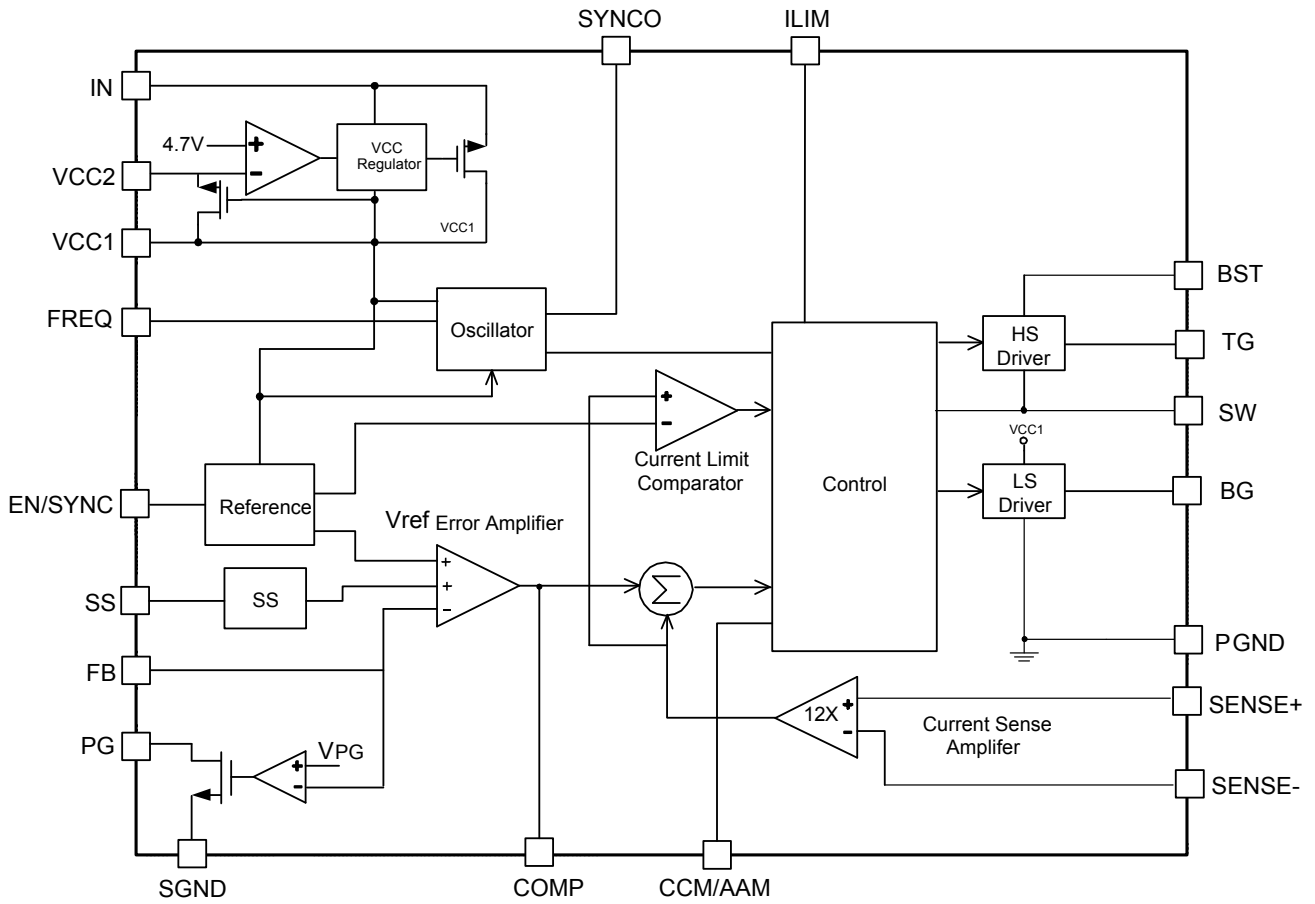 SYNCO
ILIM
IN
4.7V
+
-
VCC
Regulator
VCC2
VCC1
VCC1
FREQ
Oscillator
BST
HS
Driver
TG
SW
+
-
Current Limit
Comparator
VCC1
Control
LS
Driver
BG
EN/SYNC
Reference
Vref Error Amplifier
+
+
-
Σ
SS
SS
FB
PGND
SENSE+
12X
+
-
Current Sense
Amplifer
SENSE-
PG
VPG
+
-
SGND
COMP
CCM/AAM